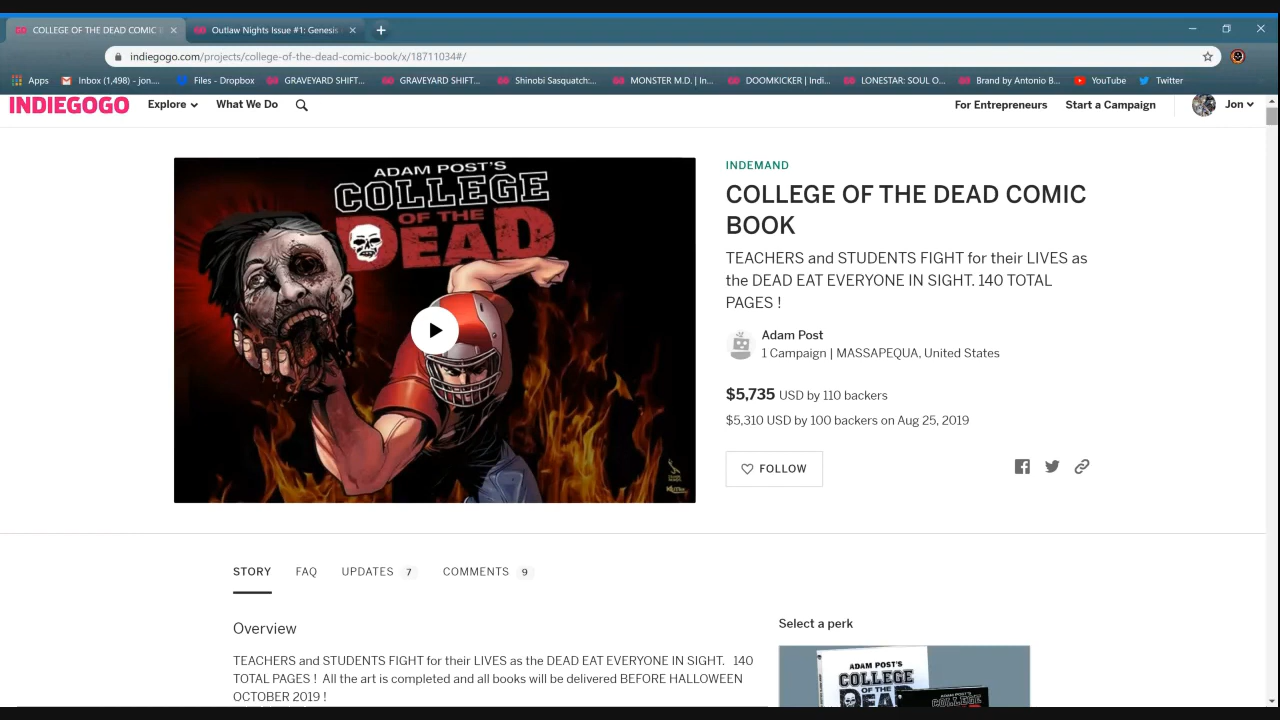 COLLEGE OF THE DEAD COMIC
Outlaw Nights Issue #1: Genesis
indiegogo.com/projects/college-of-the-dead-comic-book/x/18711034#/
Apps Inbox (1,498) - jon.... Files - Dropbox GRAVEYARD SHIFT... GRAVEYARD SHIFT... Shinobi Sasquatch:... MONSTER M.D. | In... DOOMKICKER | Indi... LONESTAR: SOUL O... Brand by Antonio B... YouTube Twitter
INDIEGOGO Explore What We Do For Entrepreneurs Start a Campaign Jon
ADAM POST'S
COLLEGE
OF THE
DEAD
INDEMAND
COLLEGE OF THE DEAD COMIC
BOOK
TEACHERS and STUDENTS FIGHT for their LIVES as
the DEAD EAT EVERYONE IN SIGHT. 140 TOTAL
PAGES !
Adam Post
1 Campaign | MASSAPEQUA, United States
$5,735 USD by 110 backers
$5,310 USD by 100 backers on Aug 25, 2019
FOLLOW
STORY FAQ UPDATES 7 COMMENTS 9
Overview
TEACHERS and STUDENTS FIGHT for their LIVES as the DEAD EAT EVERYONE IN SIGHT. 140
TOTAL PAGES ! All the art is completed and all books will be delivered BEFORE HALLOWEEN
OCTOBER 2019 !
Select a perk
ADAM POST'S
COLLEGE
OF THE
DEA
ADAM POST'S
COLLEGE